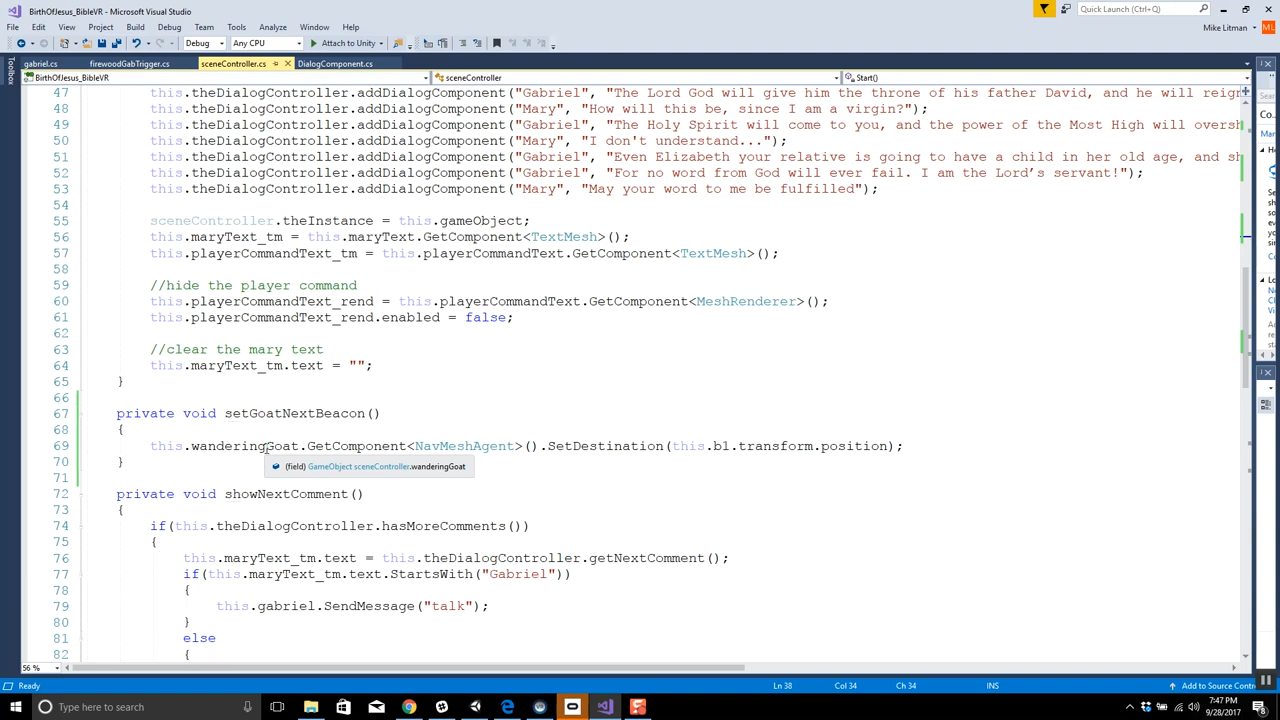 BirthOfJesus_BibleVR - Microsoft Visual Studio
Quick Launch (Ctrl+Q)
File Edit View Project Build Debug Team Tools Test Analyze Window Help
Mike Litman ML
Debug Any CPU Attach to Unity
Toolbox
gabriel.cs firewoodGabTrigger.cs sceneController.cs DialogComponent.cs
BirthOfJesus_BibleVR sceneController Start()
47 this.theDialogController.addDialogComponent("Gabriel", "The Lord God will give him the throne of his father David, and he will reign
48 this.theDialogController.addDialogComponent("Mary", "How will this be, since I am a virgin?");
49 this.theDialogController.addDialogComponent("Gabriel", "The Holy Spirit will come to you, and the power of the Most High will oversh
50 this.theDialogController.addDialogComponent("Mary", "I don't understand...");
51 this.theDialogController.addDialogComponent("Gabriel", "Even Elizabeth your relative is going to have a child in her old age, and sh
52 this.theDialogController.addDialogComponent("Gabriel", "For no word from God will ever fail. I am the Lord’s servant!");
53 this.theDialogController.addDialogComponent("Mary", "May your word to me be fulfilled");
54
55 sceneController.theInstance = this.gameObject;
56 this.maryText_tm = this.maryText.GetComponent<TextMesh>();
57 this.playerCommandText_tm = this.playerCommandText.GetComponent<TextMesh>();
58
59 //hide the player command
60 this.playerCommandText_rend = this.playerCommandText.GetComponent<MeshRenderer>();
61 this.playerCommandText_rend.enabled = false;
62
63 //clear the mary text
64 this.maryText_tm.text = "";
65 }
66
67 private void setGoatNextBeacon()
68 {
69 this.wanderingGoat.GetComponent<NavMeshAgent>().SetDestination(this.b1.transform.position);
70 }
(field) GameObject sceneController.wanderingGoat
71
72 private void showNextComment()
73 {
74 if(this.theDialogController.hasMoreComments())
75 {
76 this.maryText_tm.text = this.theDialogController.getNextComment();
77 if(this.maryText_tm.text.StartsWith("Gabriel"))
78 {
79 this.gabriel.SendMessage("talk");
80 }
81 else
82 {
56 %
Ready Ln 38 Col 34 Ch 34 INS Add to Source Contr
Type here to search
7:47 PM
9/28/2017